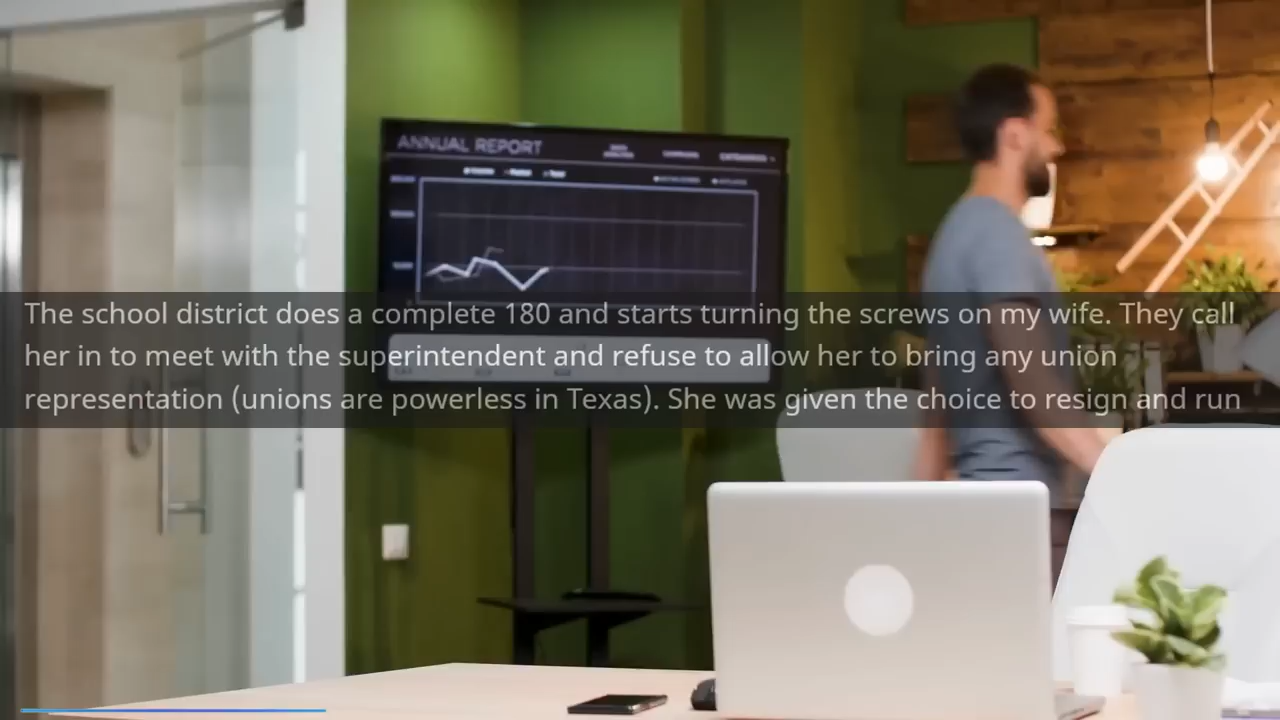 ANNUAL REPORT
The school district does a complete 180 and starts turning the screws on my wife. They call
her in to meet with the superintendent and refuse to allow her to bring any union
representation (unions are powerless in Texas). She was given the choice to resign and run